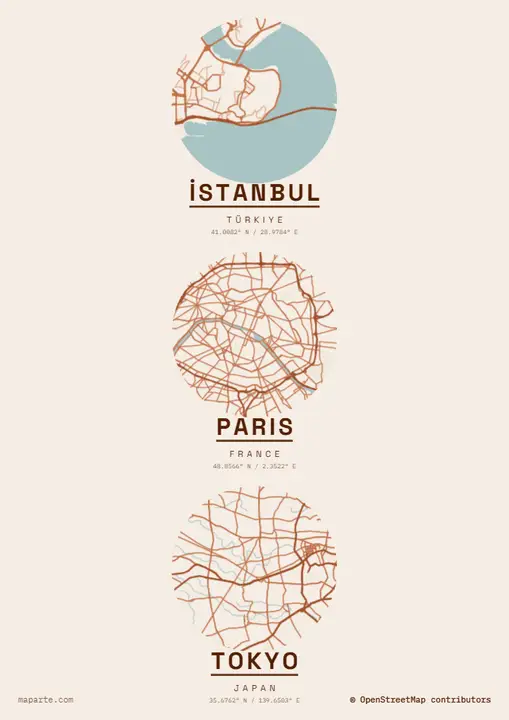 İSTANBUL
TÜRKIYE
41.0082° N / 28.9784° E
PARIS
FRANCE
48.8566° N / 2.3522° E
TOKYO
JAPAN
35.6762° N / 139.6503° E
maparte.com
© OpenStreetMap contributors